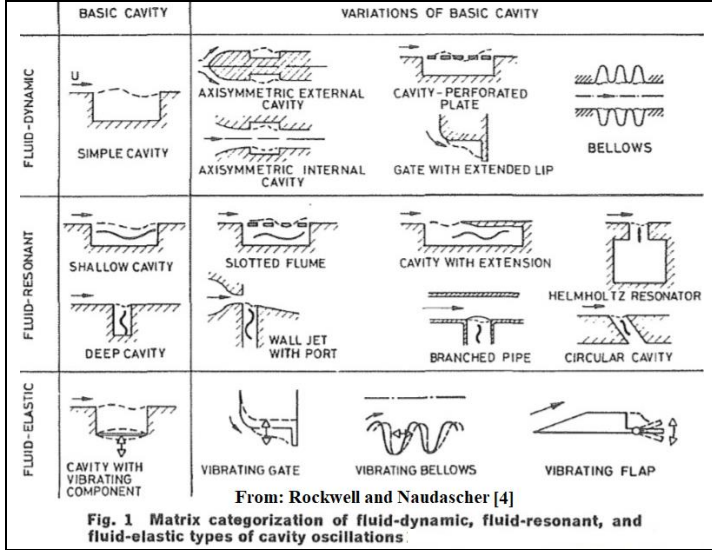 BASIC CAVITY
VARIATIONS OF BASIC CAVITY
FLUID-DYNAMIC
U
SIMPLE CAVITY
AXISYMMETRIC EXTERNAL
CAVITY
AXISYMMETRIC INTERNAL
CAVITY
CAVITY-PERFORATED
PLATE
GATE WITH EXTENDED LIP
BELLOWS
FLUID-RESONANT
SHALLOW CAVITY
SLOTTED FLUME
CAVITY WITH EXTENSION
HELMHOLTZ RESONATOR
DEEP CAVITY
WALL JET
WITH PORT
BRANCHED PIPE
CIRCULAR CAVITY
FLUID-ELASTIC
CAVITY WITH
VIBRATING
COMPONENT
VIBRATING GATE
VIBRATING BELLOWS
VIBRATING FLAP
From: Rockwell and Naudascher [4]
Fig. 1 Matrix categorization of fluid-dynamic, fluid-resonant, and
fluid-elastic types of cavity oscillations